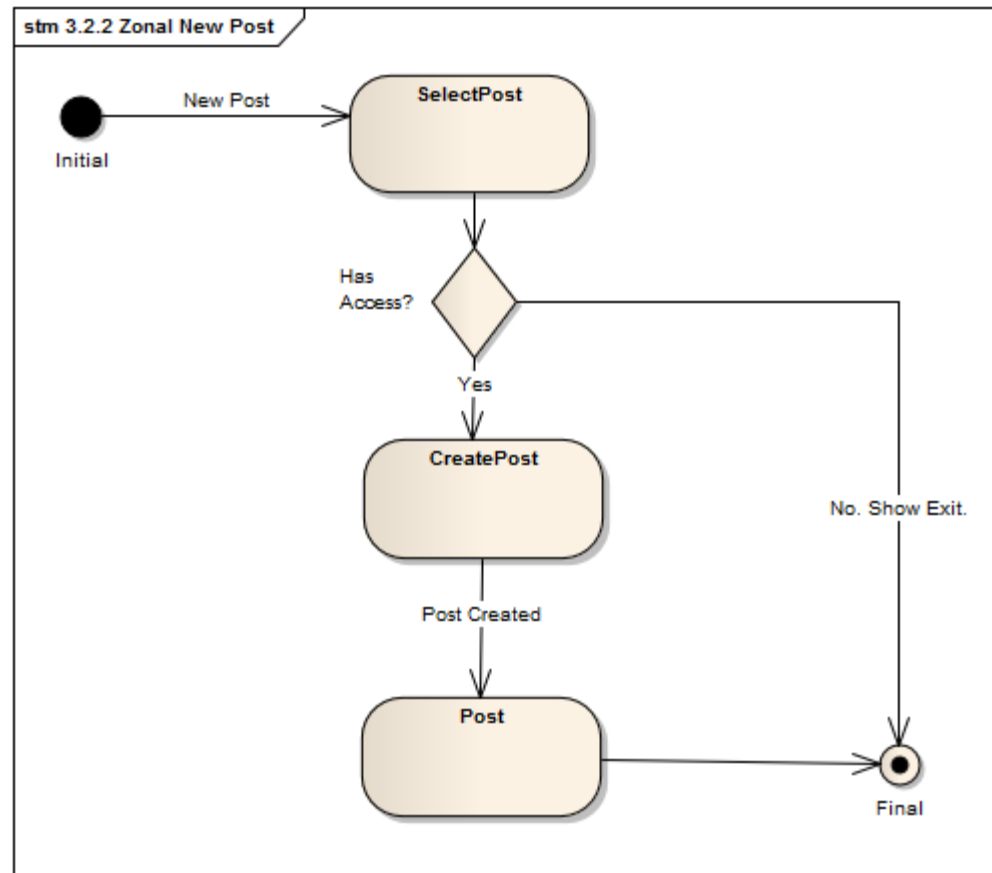 stm 3.2.2 Zonal New Post
New Post
SelectPost
Initial
Has
Access?
Yes
CreatePost
No. Show Exit.
Post Created
Post
Final